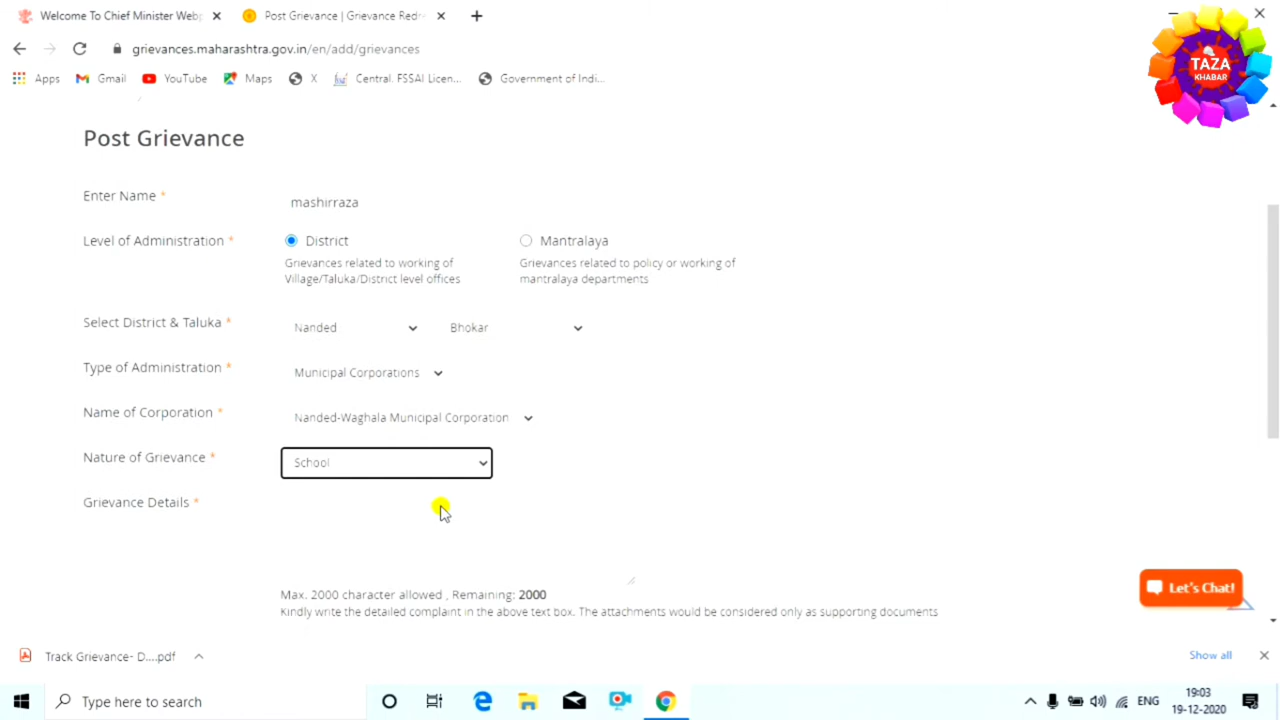 Welcome To Chief Minister Webp
Post Grievance | Grievance Redre
grievances.maharashtra.gov.in/en/add/grievances
Apps Gmail YouTube Maps X Central. FSSAI Licen... Government of Indi...
TAZA
KHABAR
Post Grievance
Enter Name *
mashirraza
Level of Administration *
District
Mantralaya
Grievances related to working of
Village/Taluka/District level offices
Grievances related to policy or working of
mantralaya departments
Select District & Taluka *
Nanded
Bhokar
Type of Administration *
Municipal Corporations
Name of Corporation *
Nanded-Waghala Municipal Corporation
Nature of Grievance *
School
Grievance Details *
Max. 2000 character allowed , Remaining: 2000
Kindly write the detailed complaint in the above text box. The attachments would be considered only as supporting documents
Let's Chat!
Track Grievance- D....pdf
Show all
Type here to search
ENG
19:03
19-12-2020